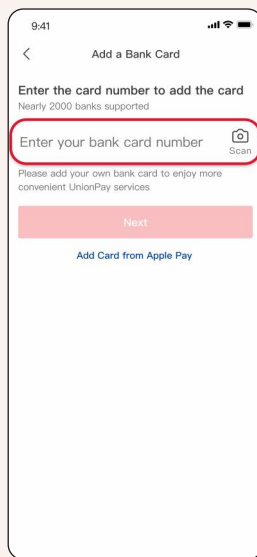 9:41
Add a Bank Card
Enter the card number to add the card
Nearly 2000 banks supported
Enter your bank card number
Scan
Please add your own bank card to enjoy more
convenient UnionPay services
Next
Add Card from Apple Pay